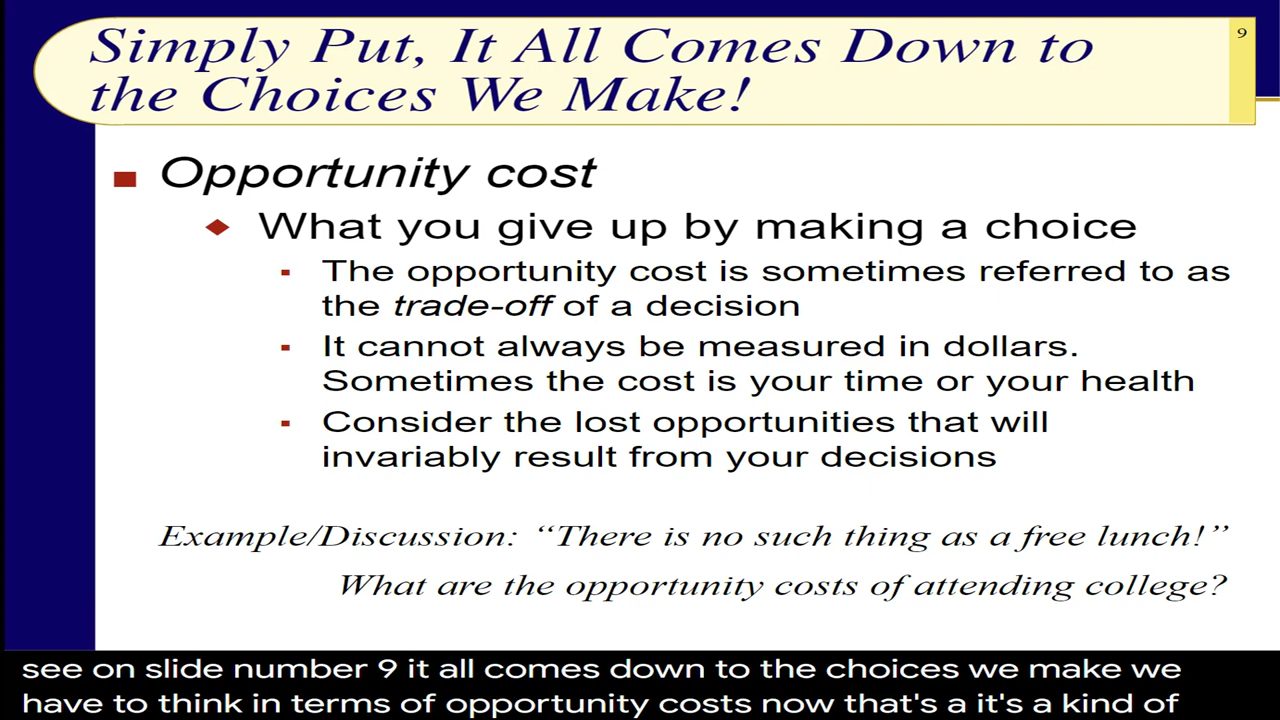 Simply Put, It All Comes Down to
the Choices We Make!
9
Opportunity cost
What you give up by making a choice
The opportunity cost is sometimes referred to as
the trade-off of a decision
It cannot always be measured in dollars.
Sometimes the cost is your time or your health
Consider the lost opportunities that will
invariably result from your decisions
Example/Discussion: “There is no such thing as a free lunch!”
What are the opportunity costs of attending college?
see on slide number 9 it all comes down to the choices we make we
have to think in terms of opportunity costs now that's a it's a kind of